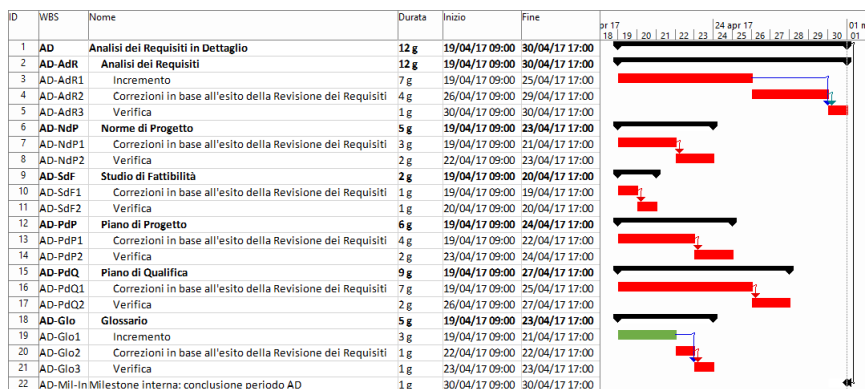 ID WBS Nome Durata Inizio Fine
pr 17 24 apr 17 01 m
18 19 20 21 22 23 24 25 26 27 28 29 30 01
1 AD Analisi dei Requisiti in Dettaglio 12 g 19/04/17 09:00 30/04/17 17:00
2 AD-AdR Analisi dei Requisiti 12 g 19/04/17 09:00 30/04/17 17:00
3 AD-AdR1 Incremento 7 g 19/04/17 09:00 25/04/17 17:00
4 AD-AdR2 Correzioni in base all'esito della Revisione dei Requisiti 4 g 26/04/17 09:00 29/04/17 17:00
5 AD-AdR3 Verifica 1 g 30/04/17 09:00 30/04/17 17:00
6 AD-NdP Norme di Progetto 5 g 19/04/17 09:00 23/04/17 17:00
7 AD-NdP1 Correzioni in base all'esito della Revisione dei Requisiti 3 g 19/04/17 09:00 21/04/17 17:00
8 AD-NdP2 Verifica 2 g 22/04/17 09:00 23/04/17 17:00
9 AD-SdF Studio di Fattibilità 2 g 19/04/17 09:00 20/04/17 17:00
10 AD-SdF1 Correzioni in base all'esito della Revisione dei Requisiti 1 g 19/04/17 09:00 19/04/17 17:00
11 AD-SdF2 Verifica 1 g 20/04/17 09:00 20/04/17 17:00
12 AD-PdP Piano di Progetto 6 g 19/04/17 09:00 24/04/17 17:00
13 AD-PdP1 Correzioni in base all'esito della Revisione dei Requisiti 4 g 19/04/17 09:00 22/04/17 17:00
14 AD-PdP2 Verifica 2 g 23/04/17 09:00 24/04/17 17:00
15 AD-PdQ Piano di Qualifica 9 g 19/04/17 09:00 27/04/17 17:00
16 AD-PdQ1 Correzioni in base all'esito della Revisione dei Requisiti 7 g 19/04/17 09:00 25/04/17 17:00
17 AD-PdQ2 Verifica 2 g 26/04/17 09:00 27/04/17 17:00
18 AD-Glo Glossario 5 g 19/04/17 09:00 23/04/17 17:00
19 AD-Glo1 Incremento 3 g 19/04/17 09:00 21/04/17 17:00
20 AD-Glo2 Correzioni in base all'esito della Revisione dei Requisiti 1 g 22/04/17 09:00 22/04/17 17:00
21 AD-Glo3 Verifica 1 g 23/04/17 09:00 23/04/17 17:00
22 AD-Mil-In Milestone interna: conclusione periodo AD 1 g 30/04/17 09:00 30/04/17 17:00